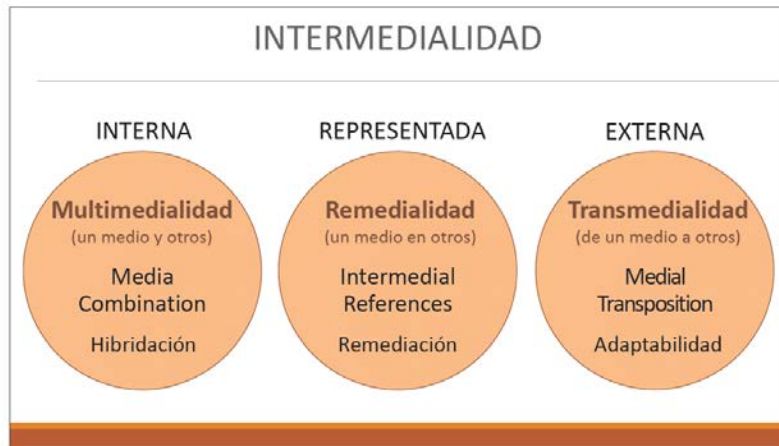 INTERMEDIALIDAD
INTERNA
Multimedialidad
(un medio y otros)
Media
Combination
Hibridación
REPRESENTADA
Remedialidad
(un medio en otros)
Intermedial
References
Remediación
EXTERNA
Transmedialidad
(de un medio a otros)
Medial
Transposition
Adaptabilidad